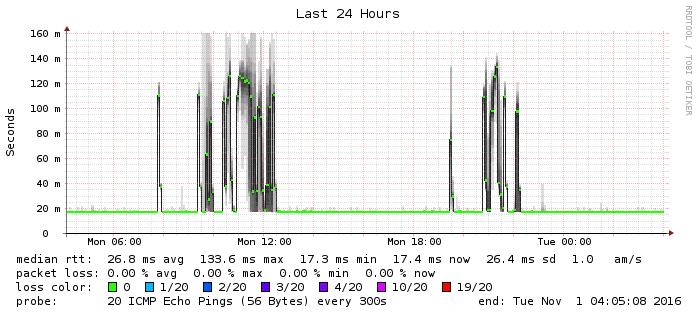 Last 24 Hours
RRDTOOL / TOBI OETIKER
Seconds
160 m
140 m
120 m
100 m
80 m
60 m
40 m
20 m
0
Mon 06:00 Mon 12:00 Mon 18:00 Tue 00:00
median rtt: 26.8 ms avg 133.6 ms max 17.3 ms min 17.4 ms now 26.4 ms sd 1.0 am/s
packet loss: 0.00 % avg 0.00 % max 0.00 % min 0.00 % now
loss color: 0 1/20 2/20 3/20 4/20 10/20 19/20
probe: 20 ICMP Echo Pings (56 Bytes) every 300s end: Tue Nov 1 04:05:08 2016